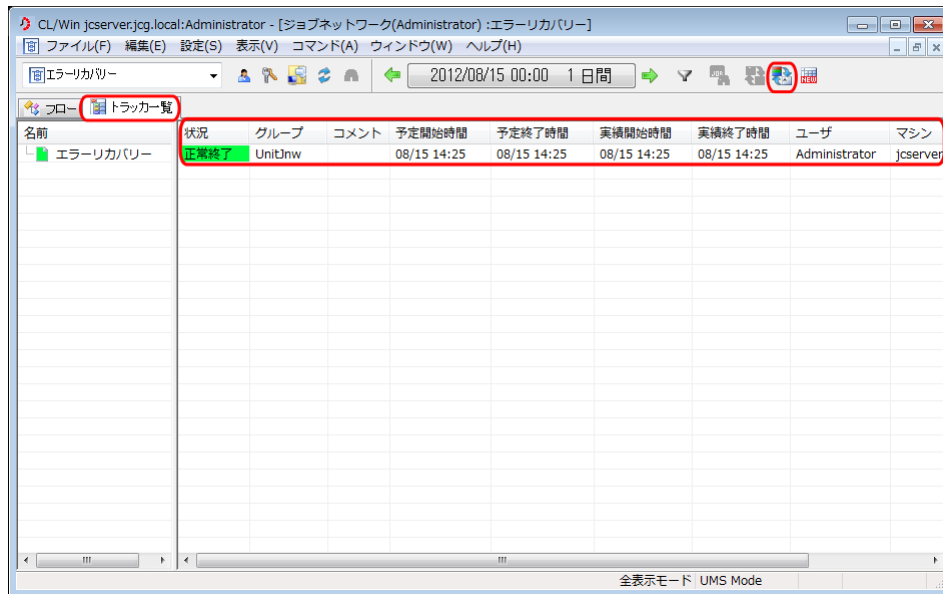 CL/Win jcserver.jcg.local:Administrator - [ジョブネットワーク(Administrator) :エラーリカバリー]
ファイル(F) 編集(E) 設定(S) 表示(V) コマンド(A) ウィンドウ(W) ヘルプ(H)
エラーリカバリー 2012/08/15 00:00 1 日間 NEW
フロー トラッカ一覧
名前 状況 グループ コメント 予定開始時間 予定終了時間 実績開始時間 実績終了時間 ユーザ マシン
エラーリカバリー 正常終了 UnitJnw 08/15 14:25 08/15 14:25 08/15 14:25 08/15 14:25 Administrator jcserver
全表示モード UMS Mode